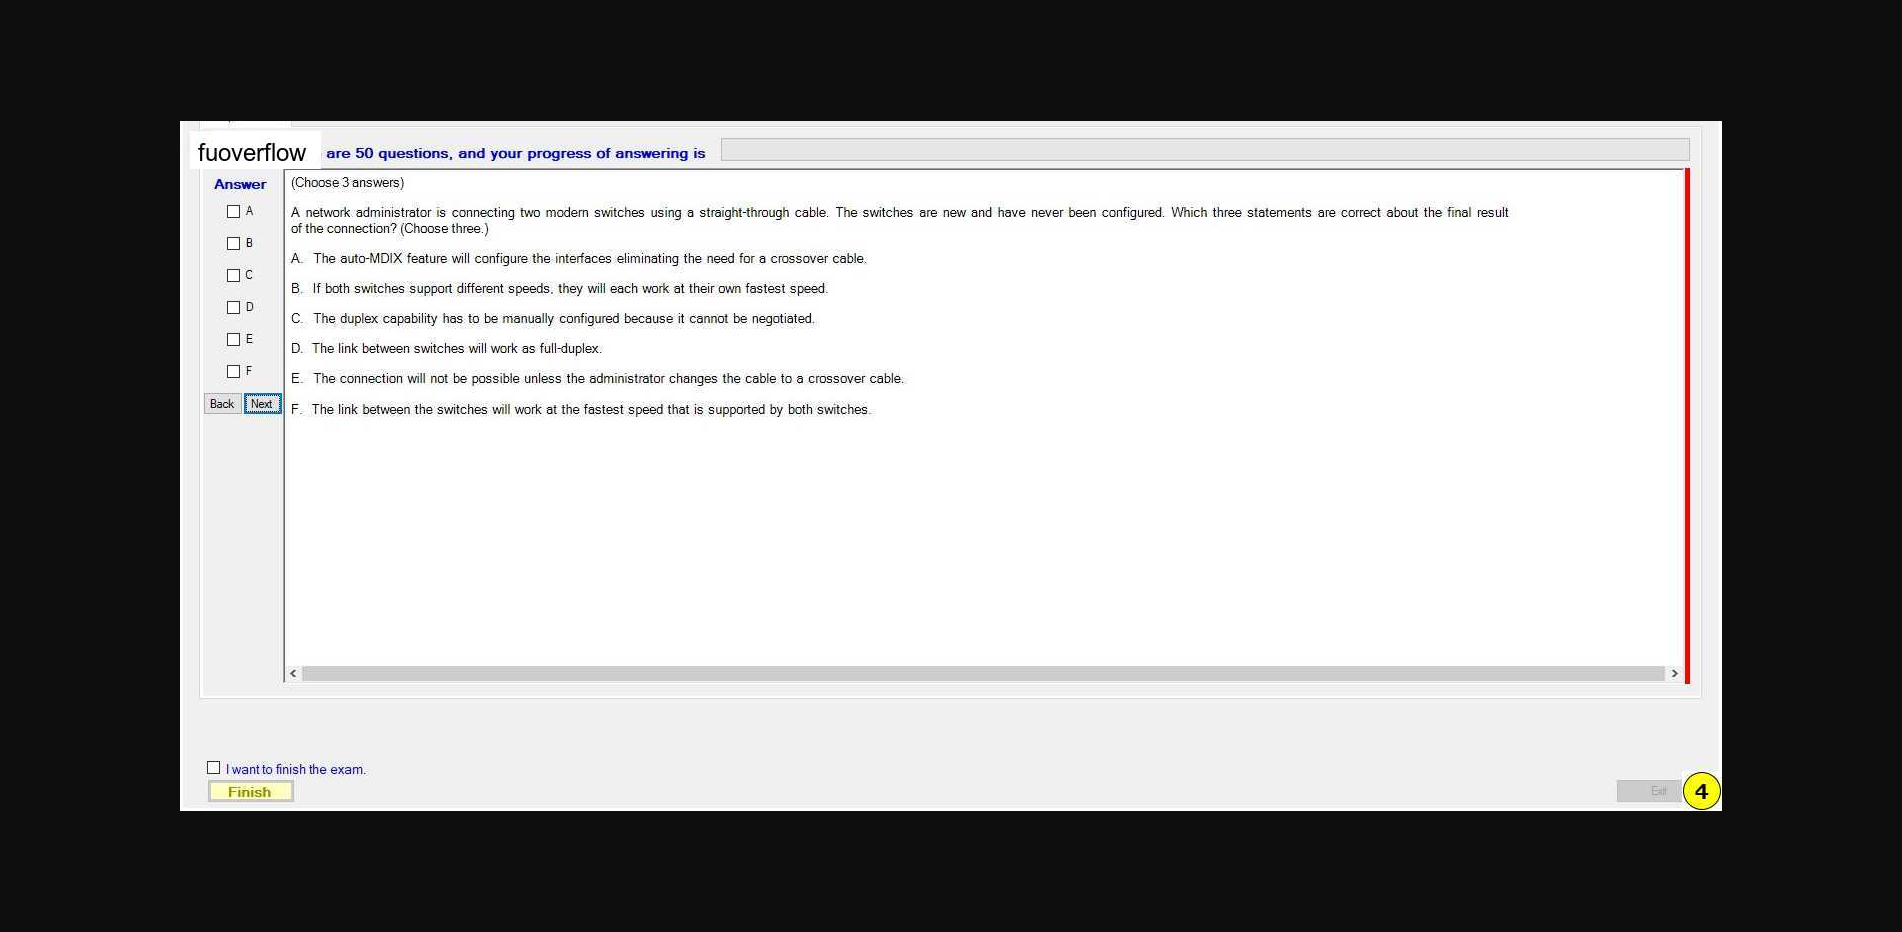 fuoverflow are 50 questions, and your progress of answering is
Answer
A
B
C
D
E
F
Back Next
(Choose 3 answers)
A network administrator is connecting two modern switches using a straight-through cable. The switches are new and have never been configured. Which three statements are correct about the final result
of the connection? (Choose three.)
A. The auto-MDIX feature will configure the interfaces eliminating the need for a crossover cable.
B. If both switches support different speeds, they will each work at their own fastest speed.
C. The duplex capability has to be manually configured because it cannot be negotiated.
D. The link between switches will work as full-duplex.
E. The connection will not be possible unless the administrator changes the cable to a crossover cable.
F. The link between the switches will work at the fastest speed that is supported by both switches.
I want to finish the exam.
Finish
Exit
4